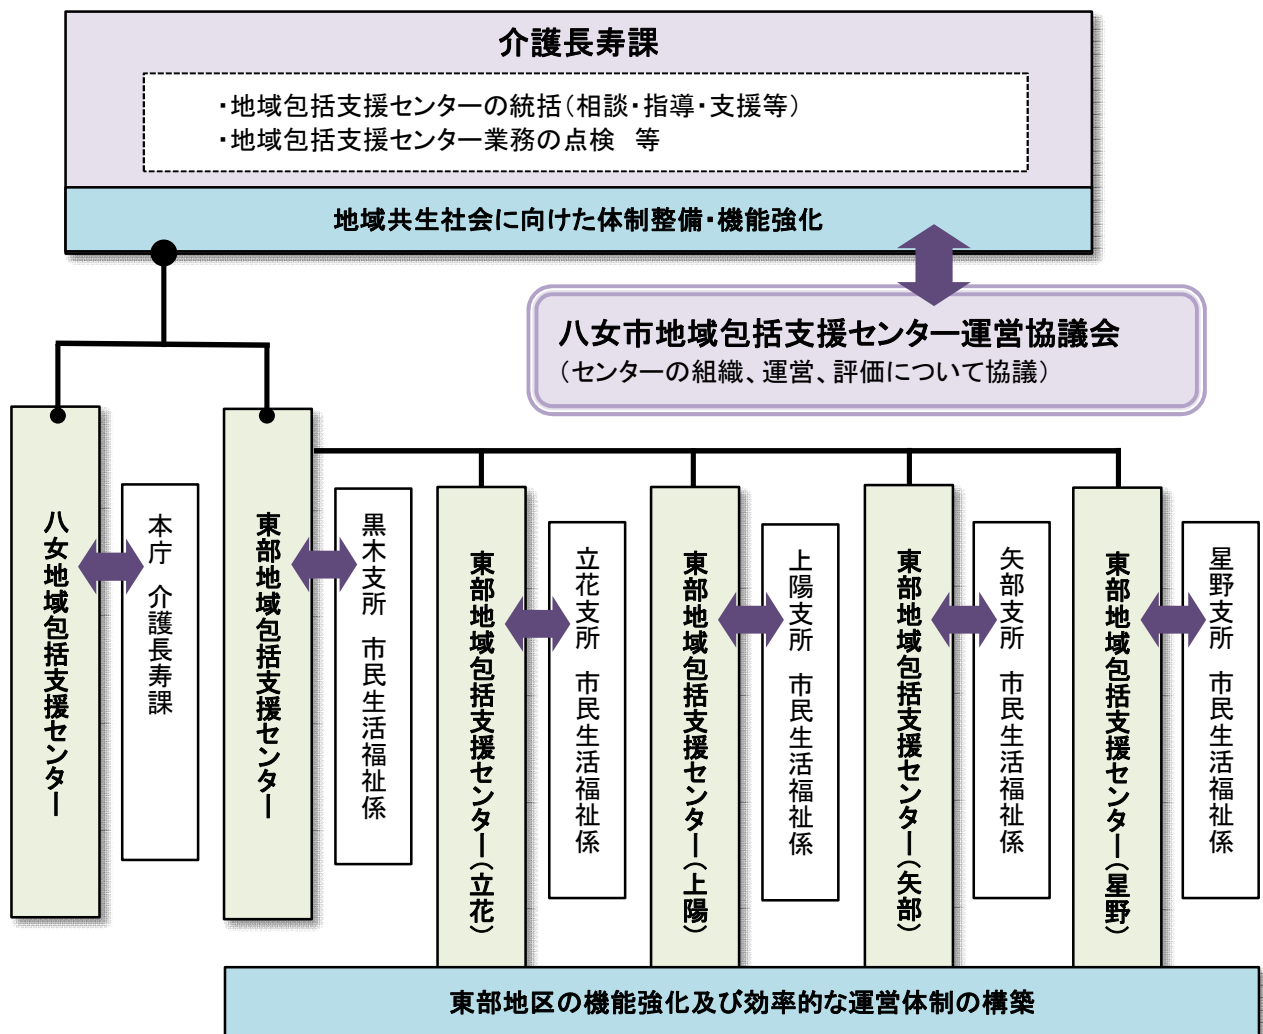 介護長寿課
・地域包括支援センターの統括(相談・指導・支援等)
・地域包括支援センター業務の点検　等
地域共生社会に向けた体制整備・機能強化
八女市地域包括支援センター運営協議会
(センターの組織、運営、評価について協議)
八女地域包括支援センター
本庁　介護長寿課
東部地域包括支援センター
黒木支所　市民生活福祉係
東部地域包括支援センター(立花)
立花支所　市民生活福祉係
東部地域包括支援センター(上陽)
上陽支所　市民生活福祉係
東部地域包括支援センター(矢部)
矢部支所　市民生活福祉係
東部地域包括支援センター(星野)
星野支所　市民生活福祉係
東部地区の機能強化及び効率的な運営体制の構築